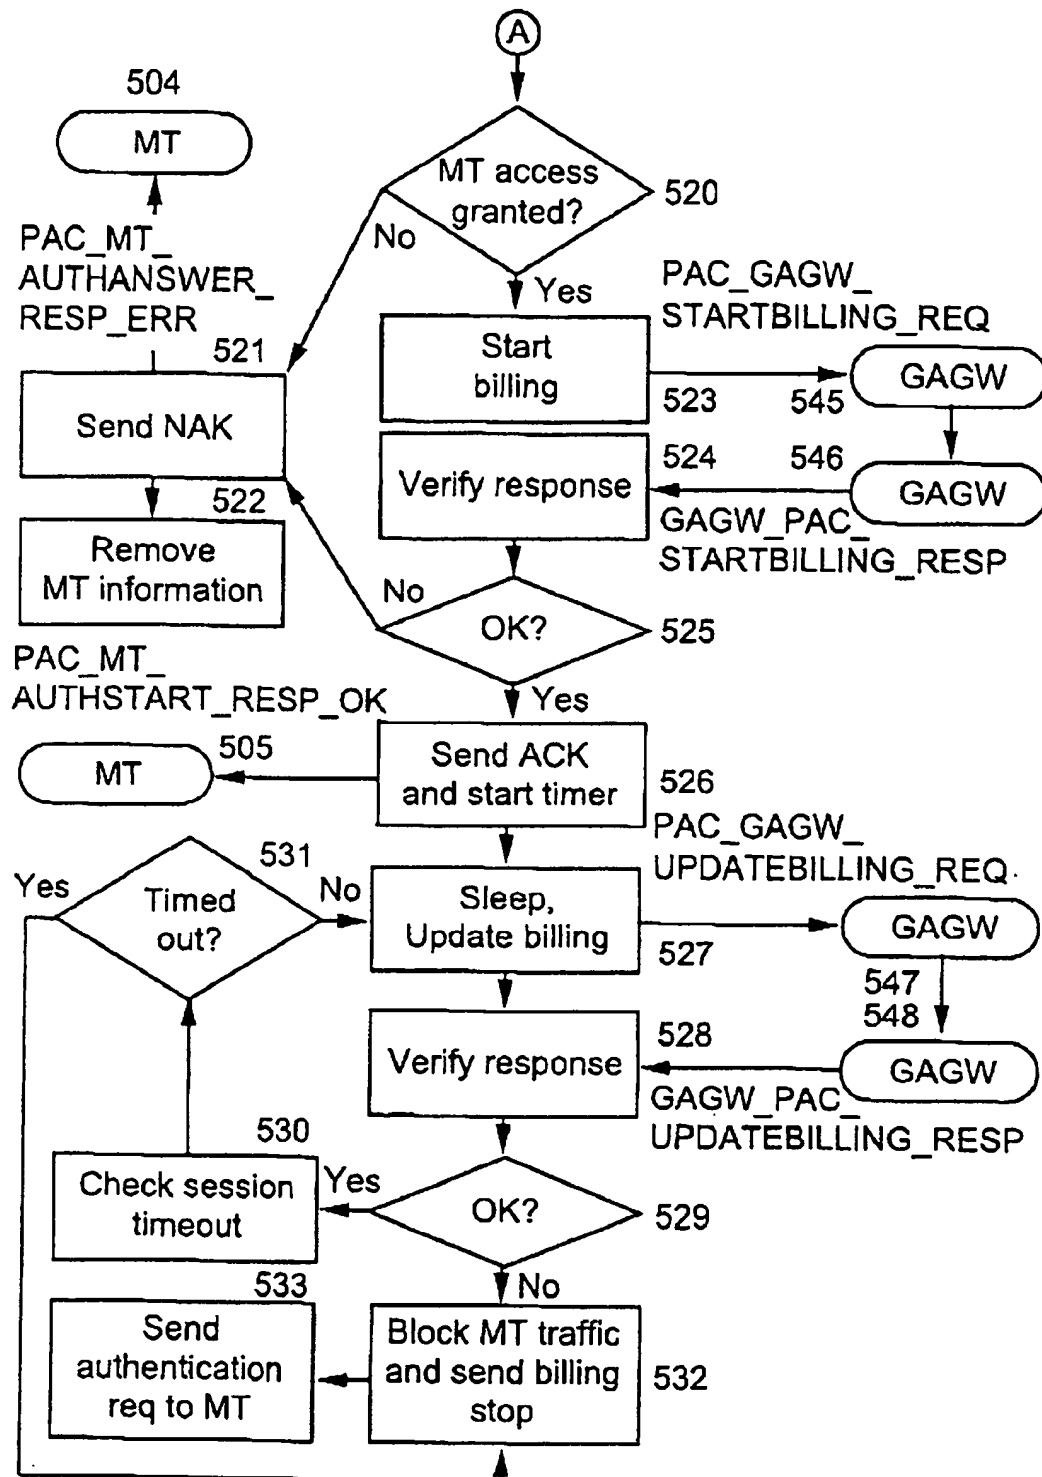 A
504
MT
MT access
granted?
520
No
Yes
PAC_MT_
AUTHANSWER_
RESP_ERR
PAC_GAGW_
STARTBILLING_REQ
521
Send NAK
Start
billing
523
545
GAGW
522
Remove
MT information
Verify response
524
546
GAGW
GAGW_PAC_
STARTBILLING_RESP
No
OK?
525
Yes
PAC_MT_
AUTHSTART_RESP_OK
505
MT
Send ACK
and start timer
526
PAC_GAGW_
UPDATEBILLING_REQ
531
Yes
Timed
out?
No
Sleep,
Update billing
527
GAGW
547
548
Verify response
528
GAGW
GAGW_PAC_
UPDATEBILLING_RESP
530
Check session
timeout
Yes
OK?
529
No
533
Send
authentication
req to MT
Block MT traffic
and send billing
stop
532